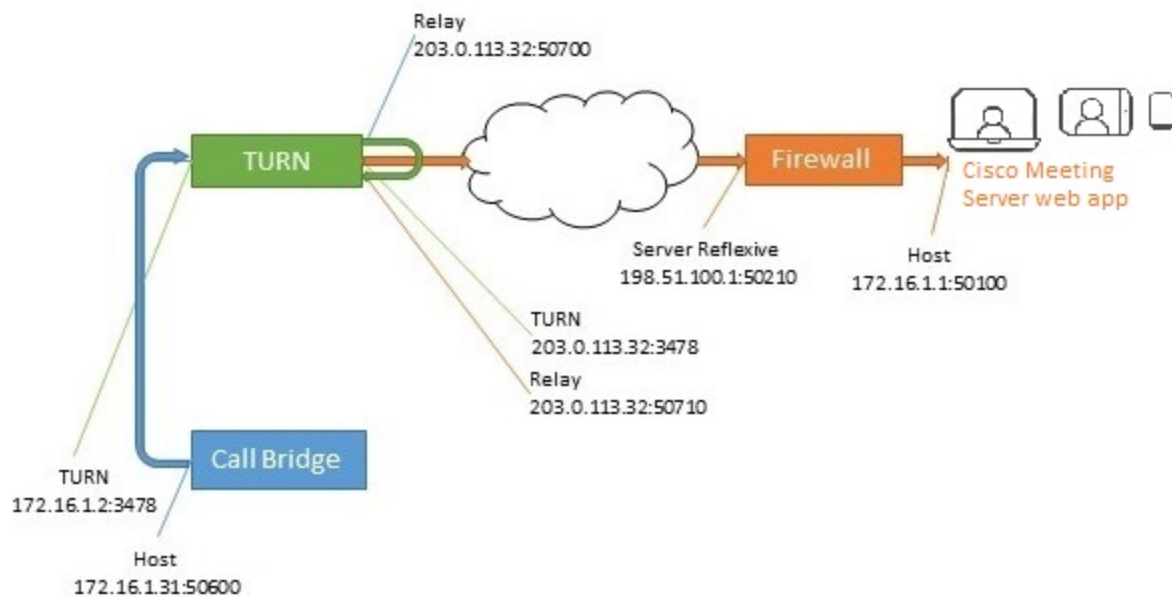 Relay
203.0.113.32:50700
TURN
Firewall
Cisco Meeting
Server web app
Server Reflexive
198.51.100.1:50210
Host
172.16.1.1:50100
TURN
203.0.113.32:3478
Relay
203.0.113.32:50710
Call Bridge
TURN
172.16.1.2:3478
Host
172.16.1.31:50600